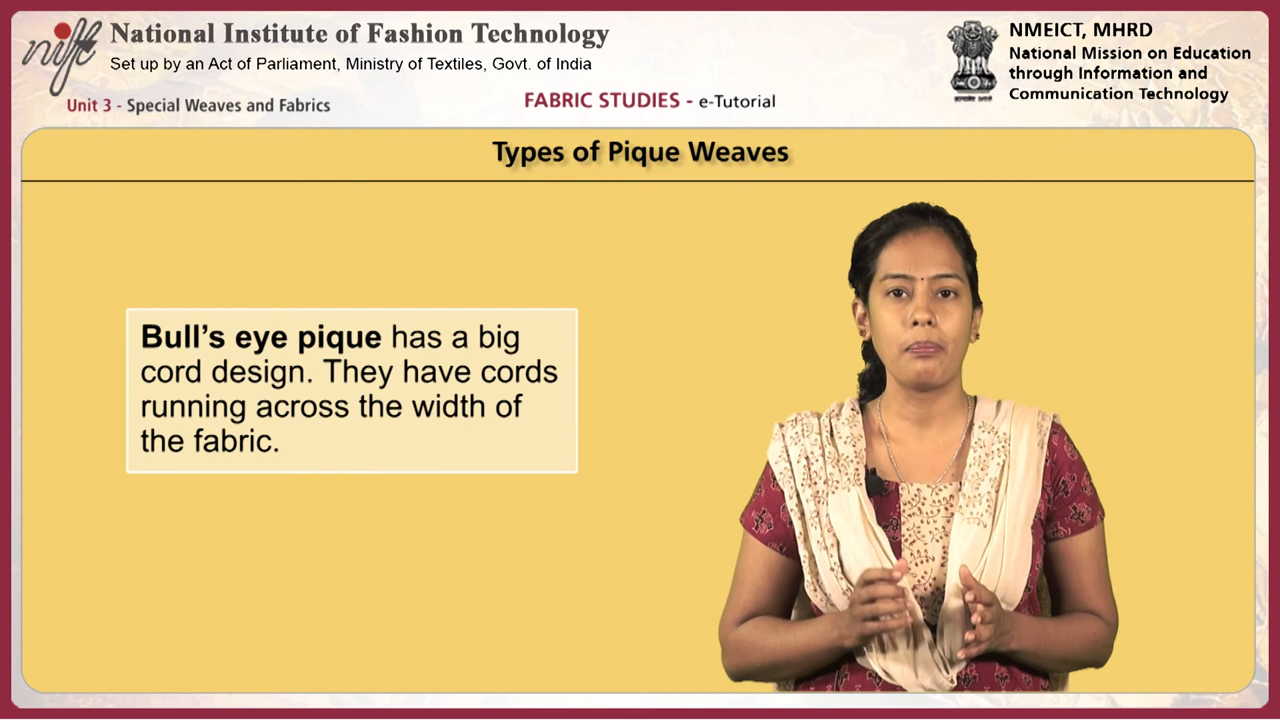 nift
National Institute of Fashion Technology
Set up by an Act of Parliament, Ministry of Textiles, Govt. of India
Unit 3 - Special Weaves and Fabrics
FABRIC STUDIES - e-Tutorial
NMEICT, MHRD
National Mission on Education
through Information and
Communication Technology
Types of Pique Weaves
Bull’s eye pique has a big
cord design. They have cords
running across the width of
the fabric.